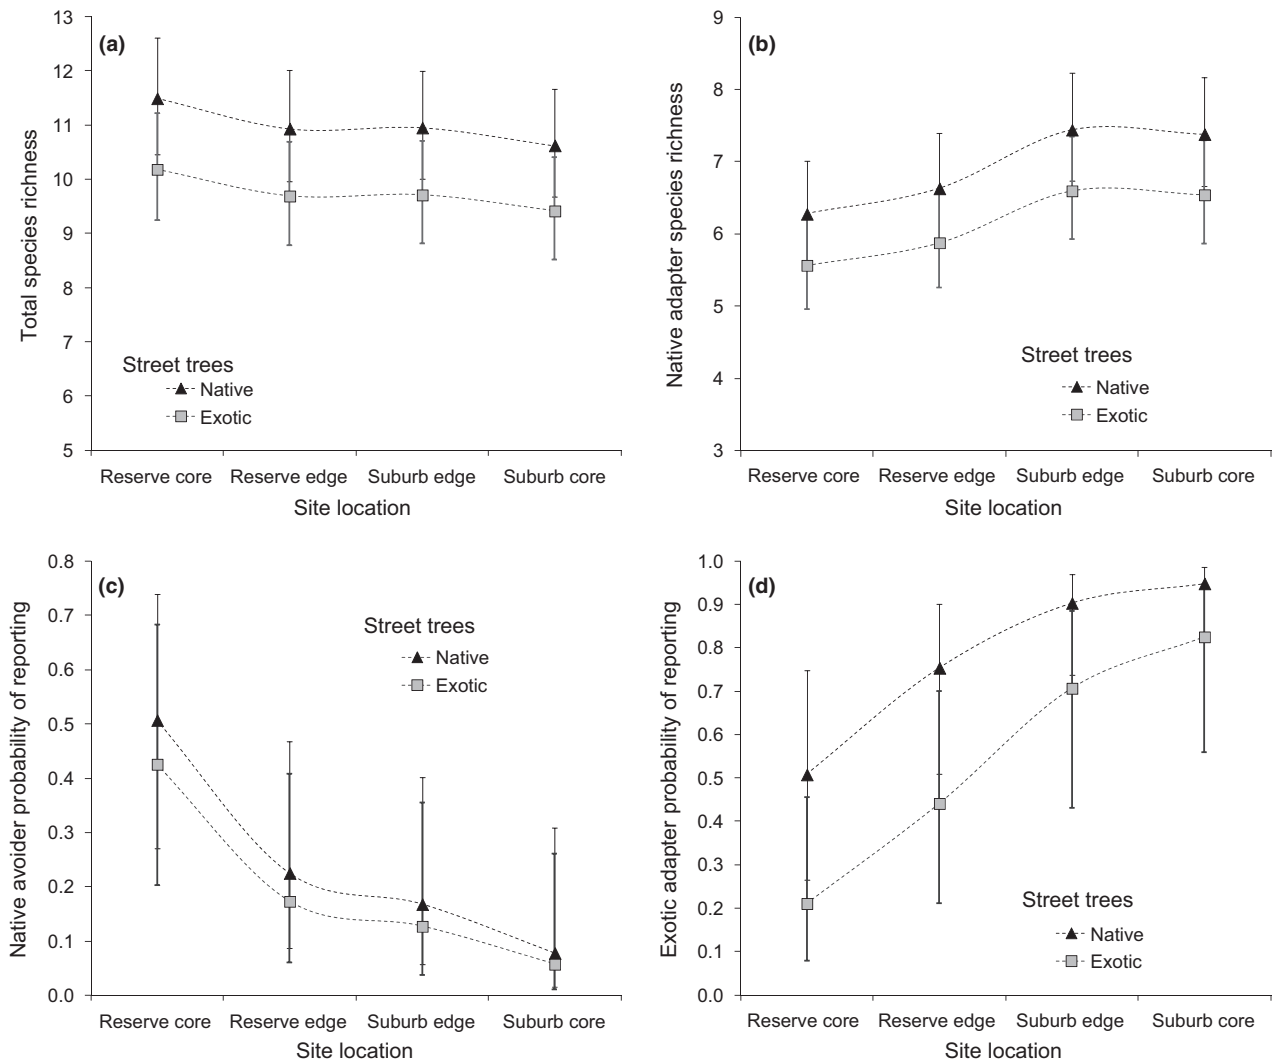 (a)
Total species richness
13
12
11
10
9
8
7
6
5
Street trees
Native
Exotic
Reserve core Reserve edge Suburb edge Suburb core
Site location
(b)
Native adapter species richness
9
8
7
6
5
4
3
Street trees
Native
Exotic
Reserve core Reserve edge Suburb edge Suburb core
Site location
(c)
Native avoider probability of reporting
0.8
0.7
0.6
0.5
0.4
0.3
0.2
0.1
0.0
Street trees
Native
Exotic
Reserve core Reserve edge Suburb edge Suburb core
Site location
(d)
Exotic adapter probability of reporting
1.0
0.9
0.8
0.7
0.6
0.5
0.4
0.3
0.2
0.1
0.0
Street trees
Native
Exotic
Reserve core Reserve edge Suburb edge Suburb core
Site location